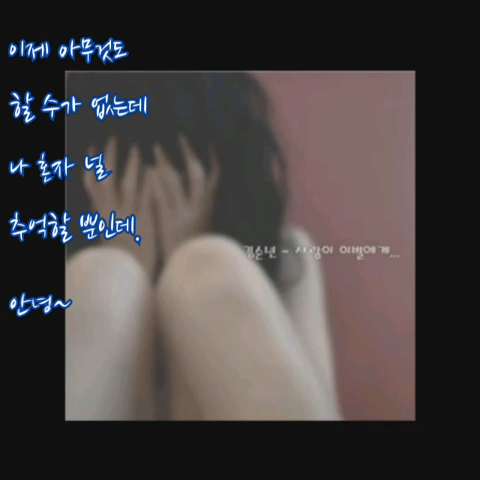 이제 아무것도
할 수가 없는데
나 혼자 널
추억할 뿐인데,
김순년 - 사랑이 이별에게...
안녕~